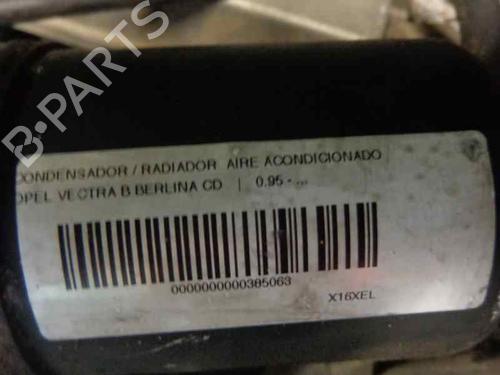 B-PARTS
CONDENSADOR / RADIADOR AIRE ACONDICIONADO
OPEL VECTRA B BERLINA CD | 0.95 - ...
0000000000385063
X16XEL